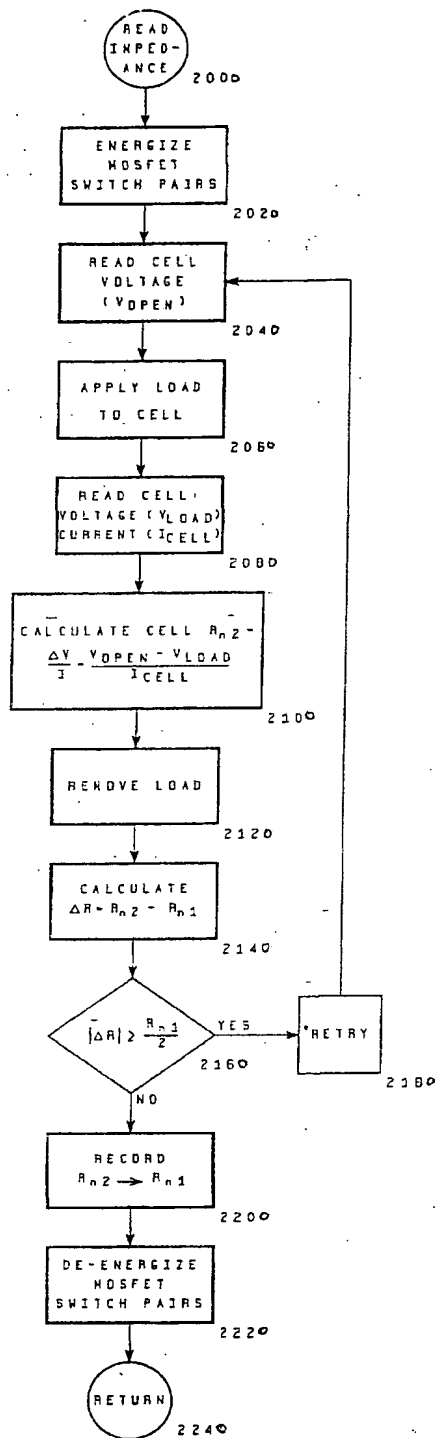 READ
INPED-
ANCE
2000
ENERGIZE
MOSFET
SWITCH PAIRS
2020
READ CELL
VOLTAGE
(VOPEN)
2040
APPLY LOAD
TO CELL
2060
READ CELL
VOLTAGE (VLOAD)
CURRENT (ICELL)
2080
CALCULATE CELL Rn2 -
ΔV/I - VOPEN - VLOAD/ICELL
2100
REMOVE LOAD
2120
CALCULATE
ΔR - Rn2 - Rn1
2140
|ΔR| ≥ Rn1/2
YES
2160
RETRY
2180
NO
RECORD
Rn2 → Rn1
2200
DE-ENERGIZE
MOSFET
SWITCH PAIRS
2220
RETURN
2240